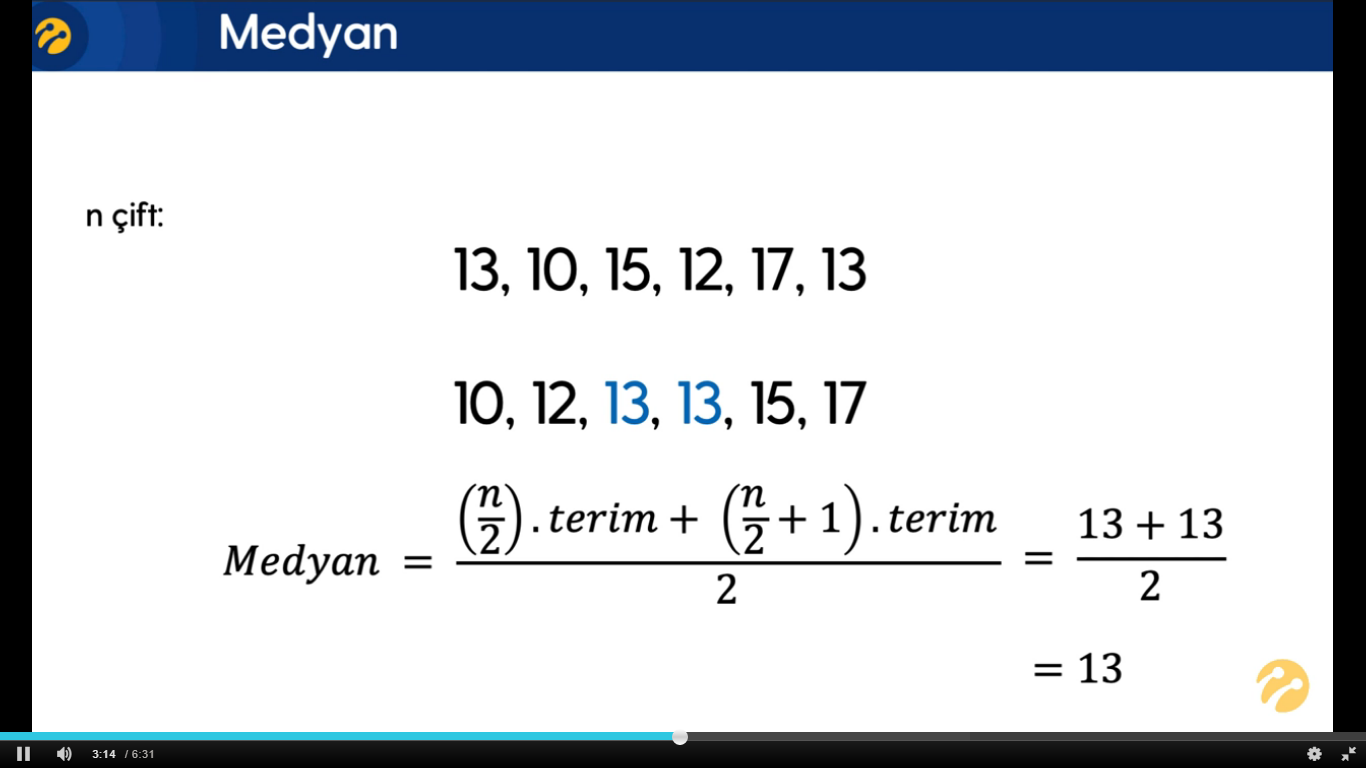 Medyan
n çift:
13, 10, 15, 12, 17, 13
10, 12, 13, 13, 15, 17
Medyan = ((n/2). terim + (n/2 + 1). terim)/2 = (13 + 13)/2
= 13
3:14 / 6:31